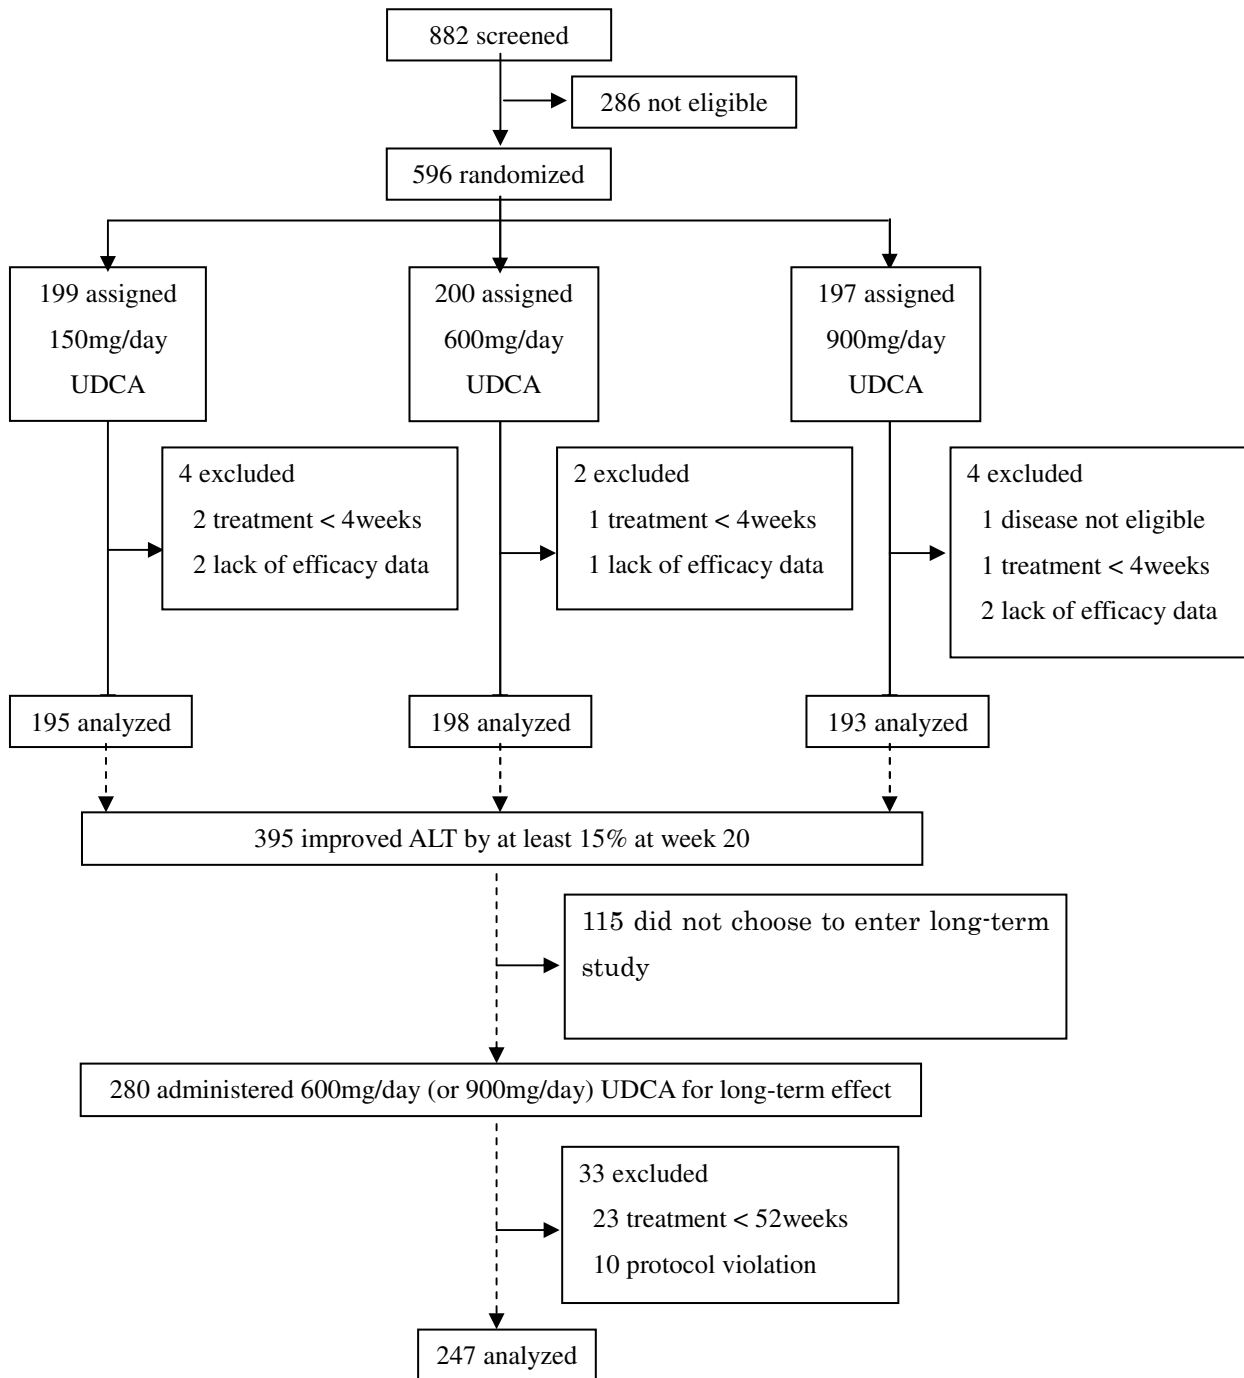 882 screened
286 not eligible
596 randomized
199 assigned
150mg/day
UDCA
200 assigned
600mg/day
UDCA
197 assigned
900mg/day
UDCA
4 excluded
2 treatment < 4weeks
2 lack of efficacy data
2 excluded
1 treatment < 4weeks
1 lack of efficacy data
4 excluded
1 disease not eligible
1 treatment < 4weeks
2 lack of efficacy data
195 analyzed
198 analyzed
193 analyzed
395 improved ALT by at least 15% at week 20
115 did not choose to enter long-term
study
280 administered 600mg/day (or 900mg/day) UDCA for long-term effect
33 excluded
23 treatment < 52weeks
10 protocol violation
247 analyzed